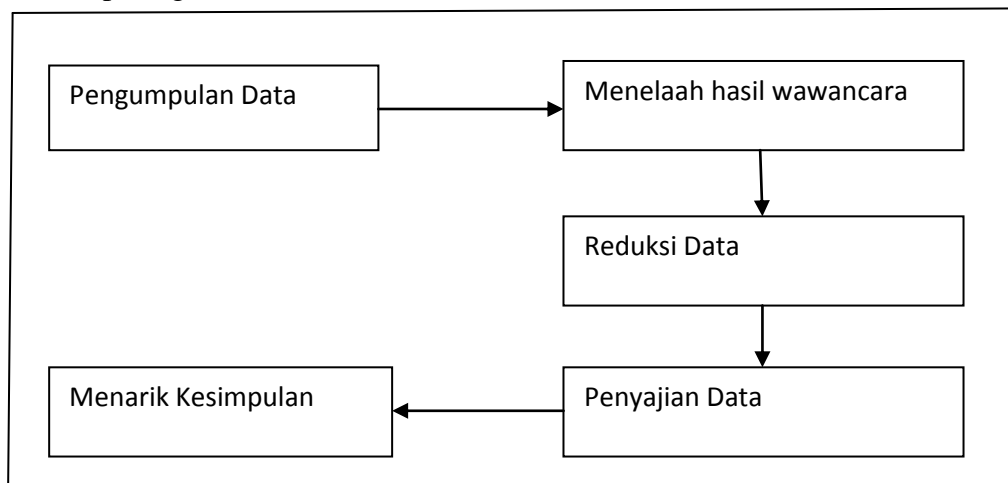 Pengumpulan Data
Menelaah hasil wawancara
Reduksi Data
Penyajian Data
Menarik Kesimpulan